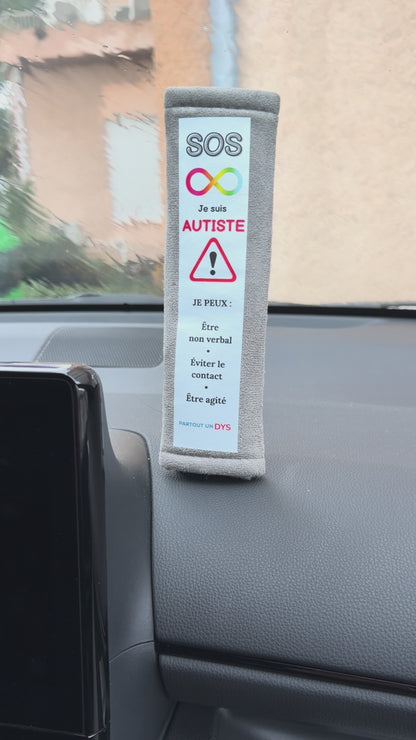 SOS
Je suis
AUTISTE
!
JE PEUX :
Être
non verbal
•
Éviter le
contact
•
Être agité
PARTOUT UN DYS